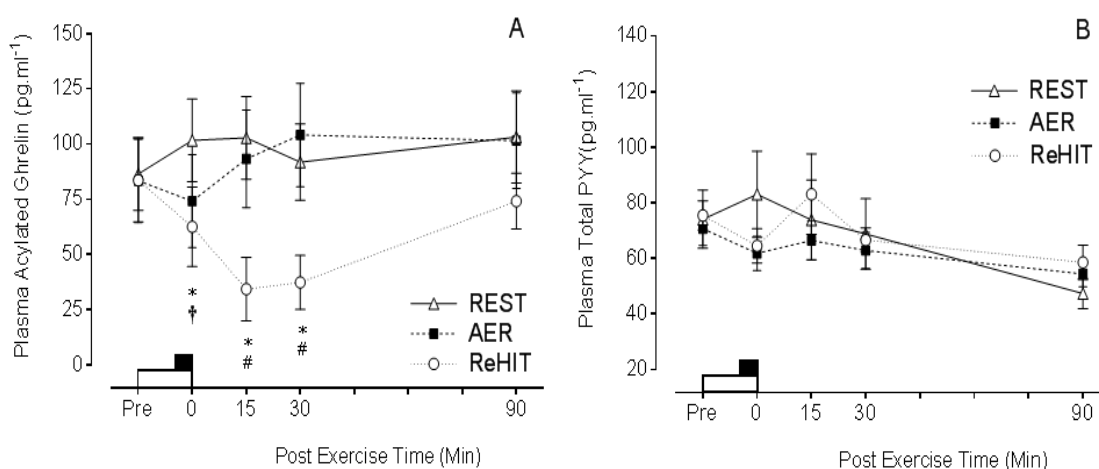 A
Plasma Acylated Ghrelin (pg.ml⁻¹)
150
125
100
75
50
25
0
*
†
*
#
*
#
REST
AER
ReHIT
Pre 0 15 30 90
Post Exercise Time (Min)
B
Plasma Total PYY(pg.ml⁻¹)
140
120
100
80
60
40
20
REST
AER
ReHIT
Pre 0 15 30 90
Post Exercise Time (Min)